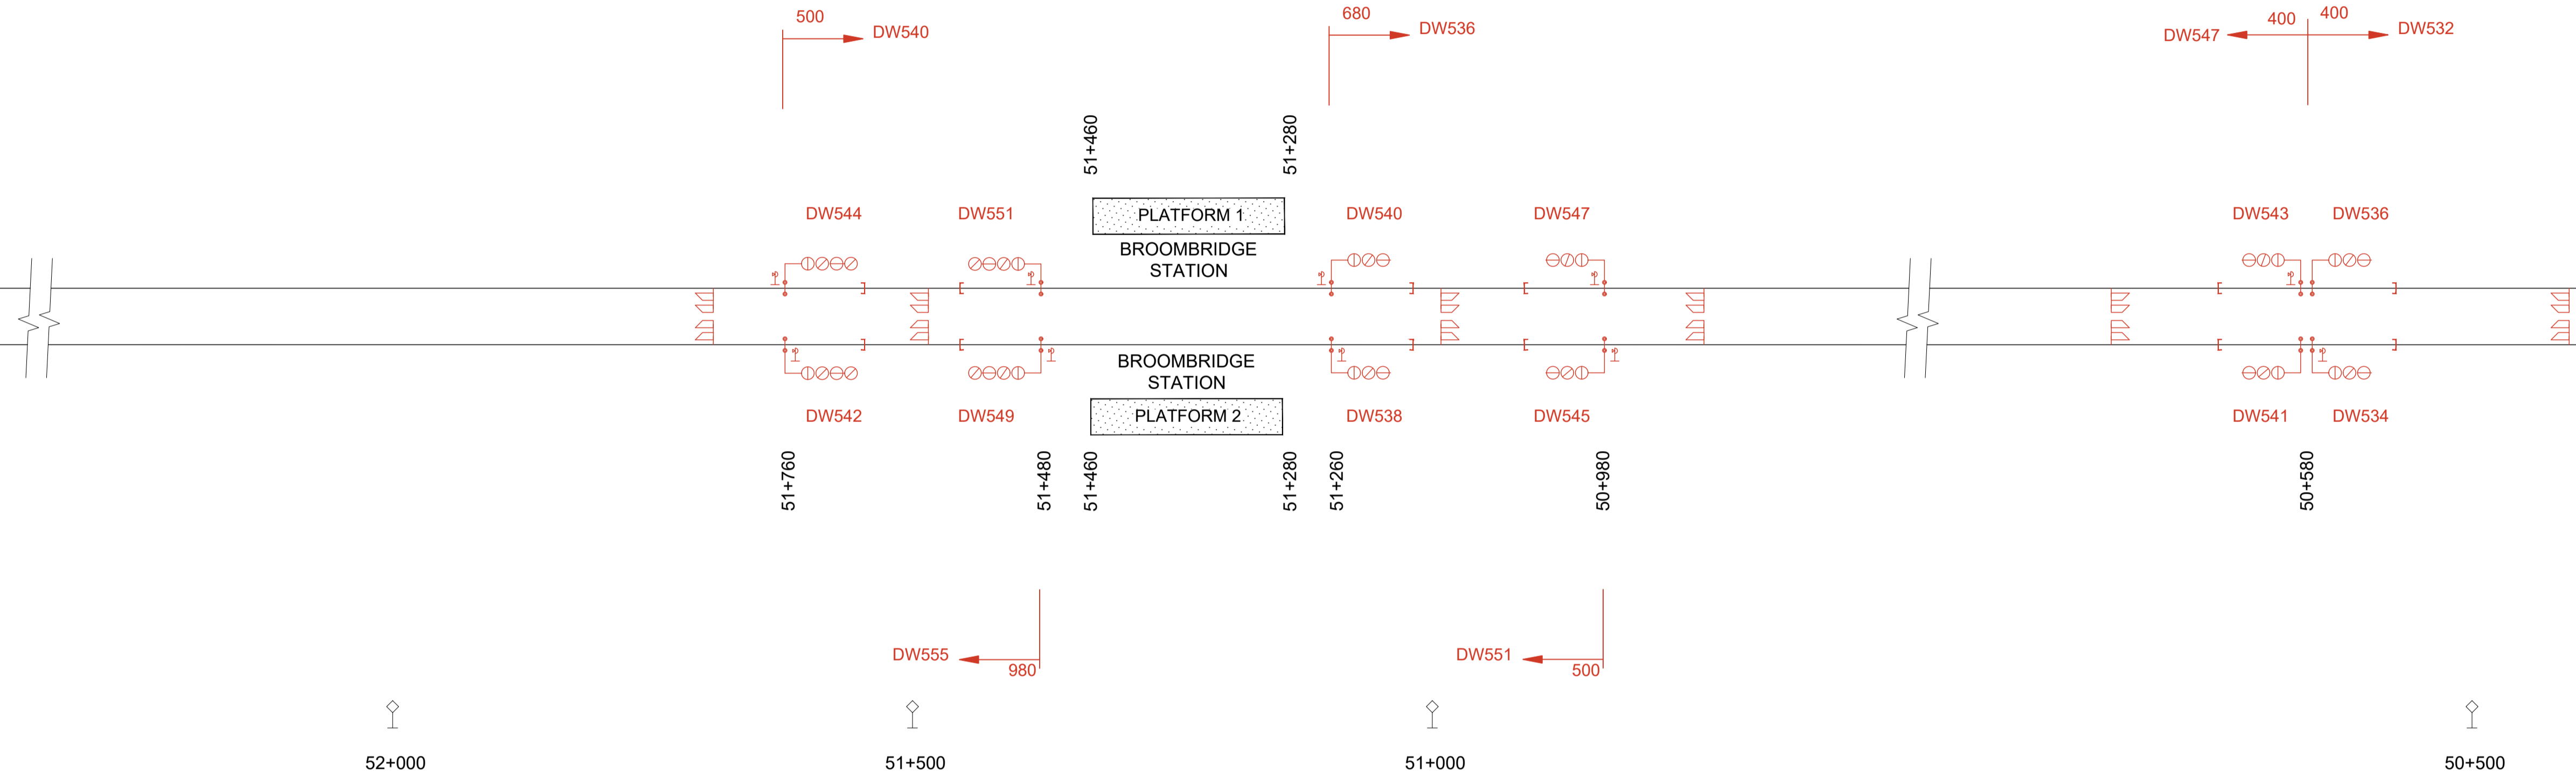 500
DW540
680
DW536
DW547
400
400
DW532
51+460
51+280
DW544
DW551
PLATFORM 1
DW540
DW547
DW543
DW536
BROOMBRIDGE
STATION
BROOMBRIDGE
STATION
DW542
DW549
PLATFORM 2
DW538
DW545
DW541
DW534
51+760
51+480
51+460
51+280
51+260
50+980
50+580
DW555
980
DW551
500
52+000
51+500
51+000
50+500